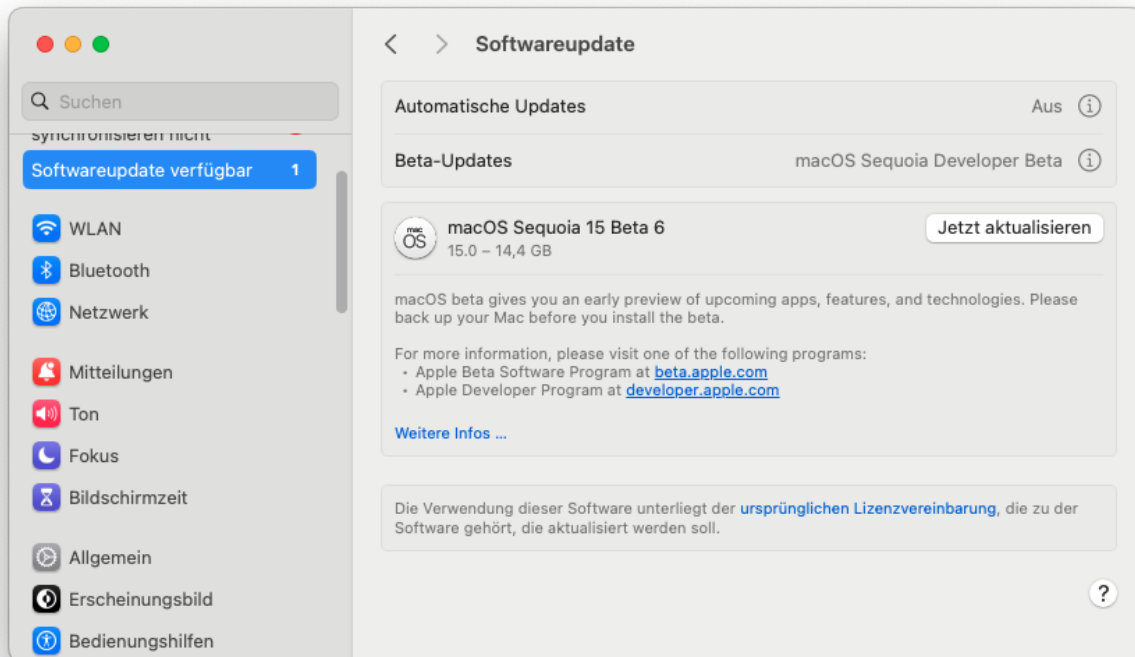 Softwareupdate
Suchen
synchronisieren nicht
Softwareupdate verfügbar 1
WLAN
Bluetooth
Netzwerk
Mitteilungen
Ton
Fokus
Bildschirmzeit
Allgemein
Erscheinungsbild
Bedienungshilfen
Automatische Updates Aus
Beta-Updates macOS Sequoia Developer Beta
mac
OS
macOS Sequoia 15 Beta 6
15.0 – 14,4 GB
Jetzt aktualisieren
macOS beta gives you an early preview of upcoming apps, features, and technologies. Please
back up your Mac before you install the beta.
For more information, please visit one of the following programs:
• Apple Beta Software Program at beta.apple.com
• Apple Developer Program at developer.apple.com
Weitere Infos ...
Die Verwendung dieser Software unterliegt der ursprünglichen Lizenzvereinbarung, die zu der
Software gehört, die aktualisiert werden soll.
?